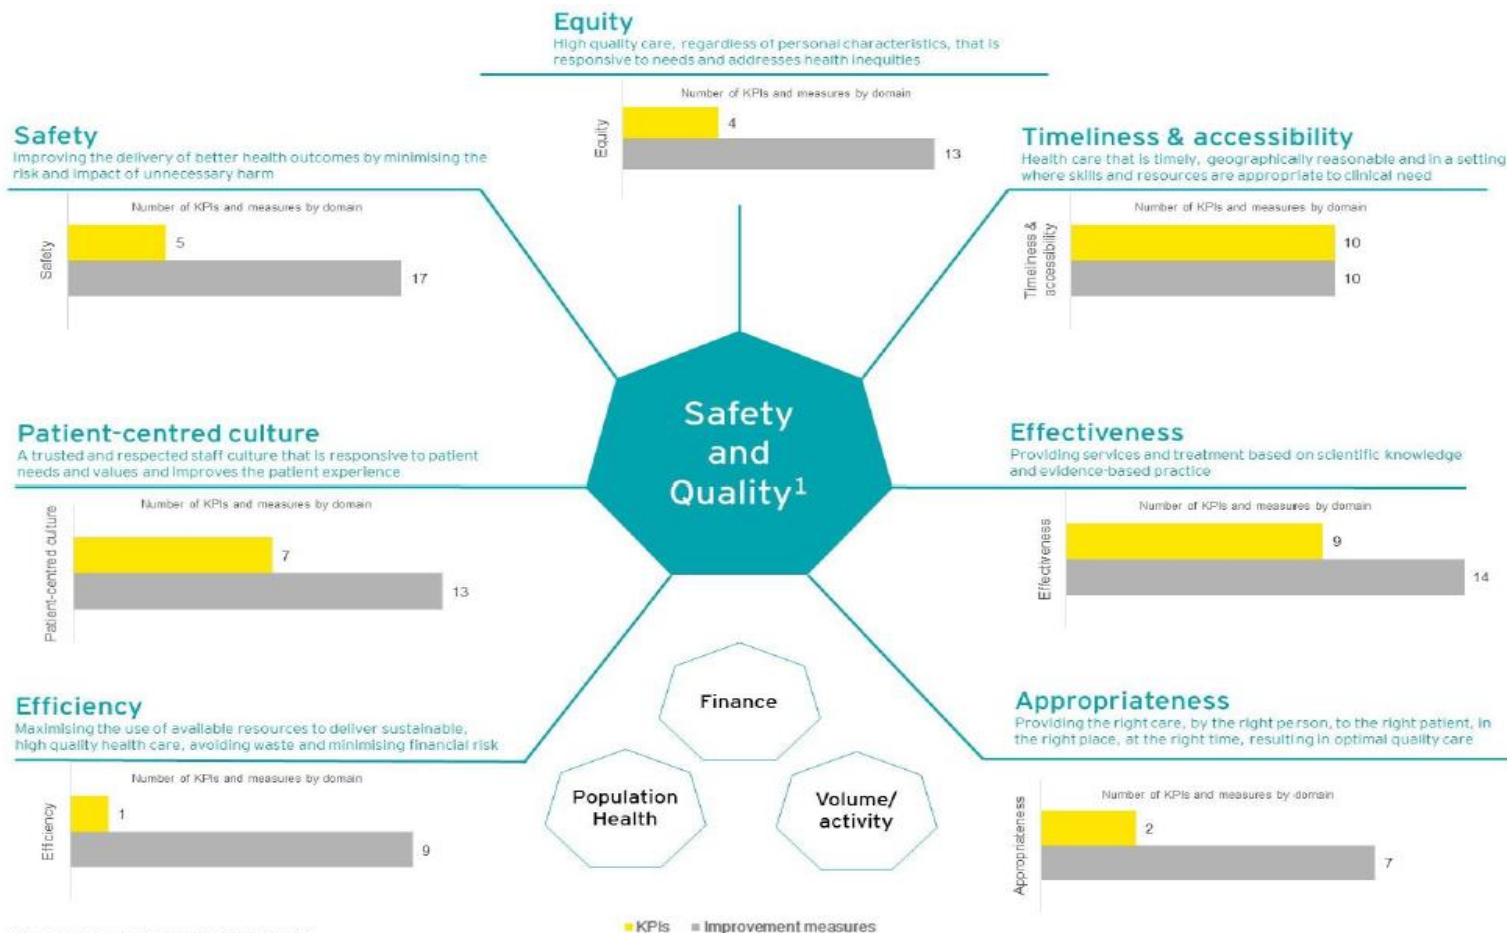 Equity
High quality care, regardless of personal characteristics, that is
responsive to needs and addresses health inequities
Number of KPIs and measures by domain
Equity
4
13
Safety
Improving the delivery of better health outcomes by minimising the
risk and impact of unnecessary harm
Number of KPIs and measures by domain
Safety
5
17
Timeliness & accessibility
Health care that is timely, geographically reasonable and in a setting
where skills and resources are appropriate to clinical need
Number of KPIs and measures by domain
Timeliness &
accessibility
10
10
Safety
and
Quality¹
Patient-centred culture
A trusted and respected staff culture that is responsive to patient
needs and values and improves the patient experience
Number of KPIs and measures by domain
Patient-centred culture
7
13
Effectiveness
Providing services and treatment based on scientific knowledge
and evidence-based practice
Number of KPIs and measures by domain
Effectiveness
9
14
Efficiency
Maximising the use of available resources to deliver sustainable,
high quality health care, avoiding waste and minimising financial risk
Number of KPIs and measures by domain
Efficiency
1
9
Finance
Population
Health
Volume/
activity
Appropriateness
Providing the right care, by the right person, to the right patient, in
the right place, at the right time, resulting in optimal quality care
Number of KPIs and measures by domain
Appropriateness
2
7
KPIs
Improvement measures